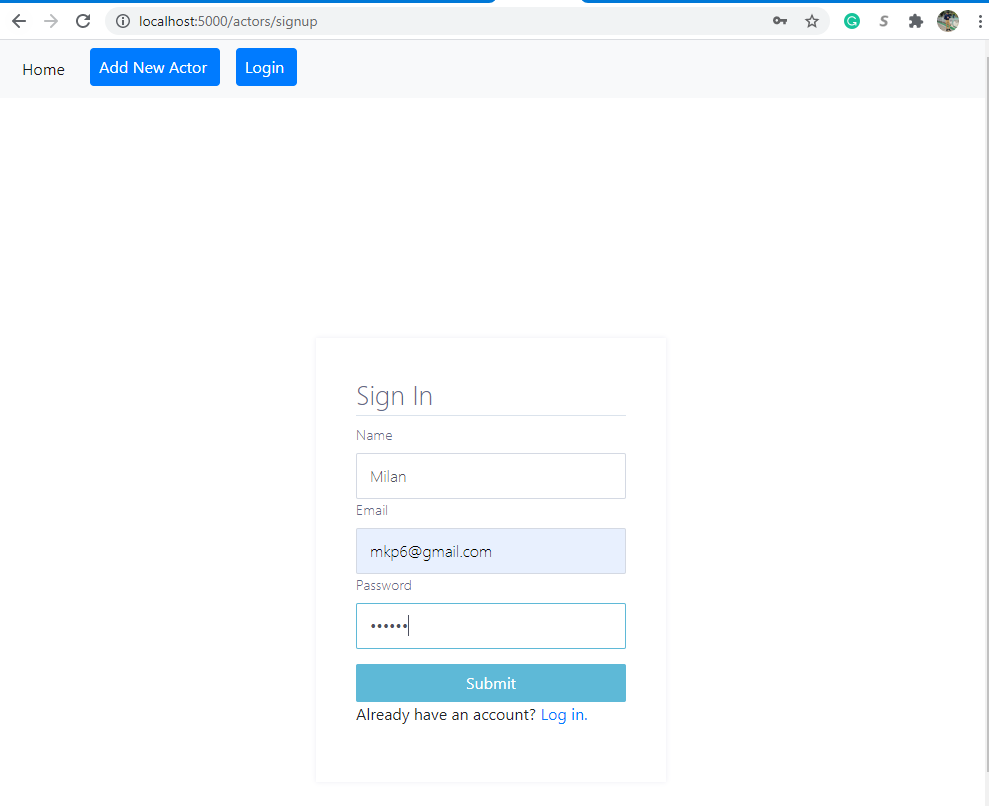 localhost:5000/actors/signup
Home Add New Actor Login
Sign In
Name
Milan
Email
mkp6@gmail.com
Password
••••••
Submit
Already have an account? Log in.